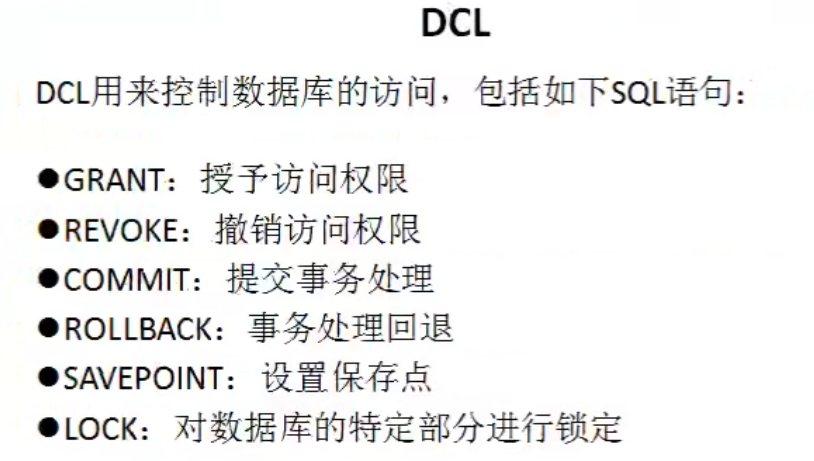 DCL
DCL用来控制数据库的访问，包括如下SQL语句：
●GRANT：授予访问权限
●REVOKE：撤销访问权限
●COMMIT：提交事务处理
●ROLLBACK：事务处理回退
●SAVEPOINT：设置保存点
●LOCK：对数据库的特定部分进行锁定